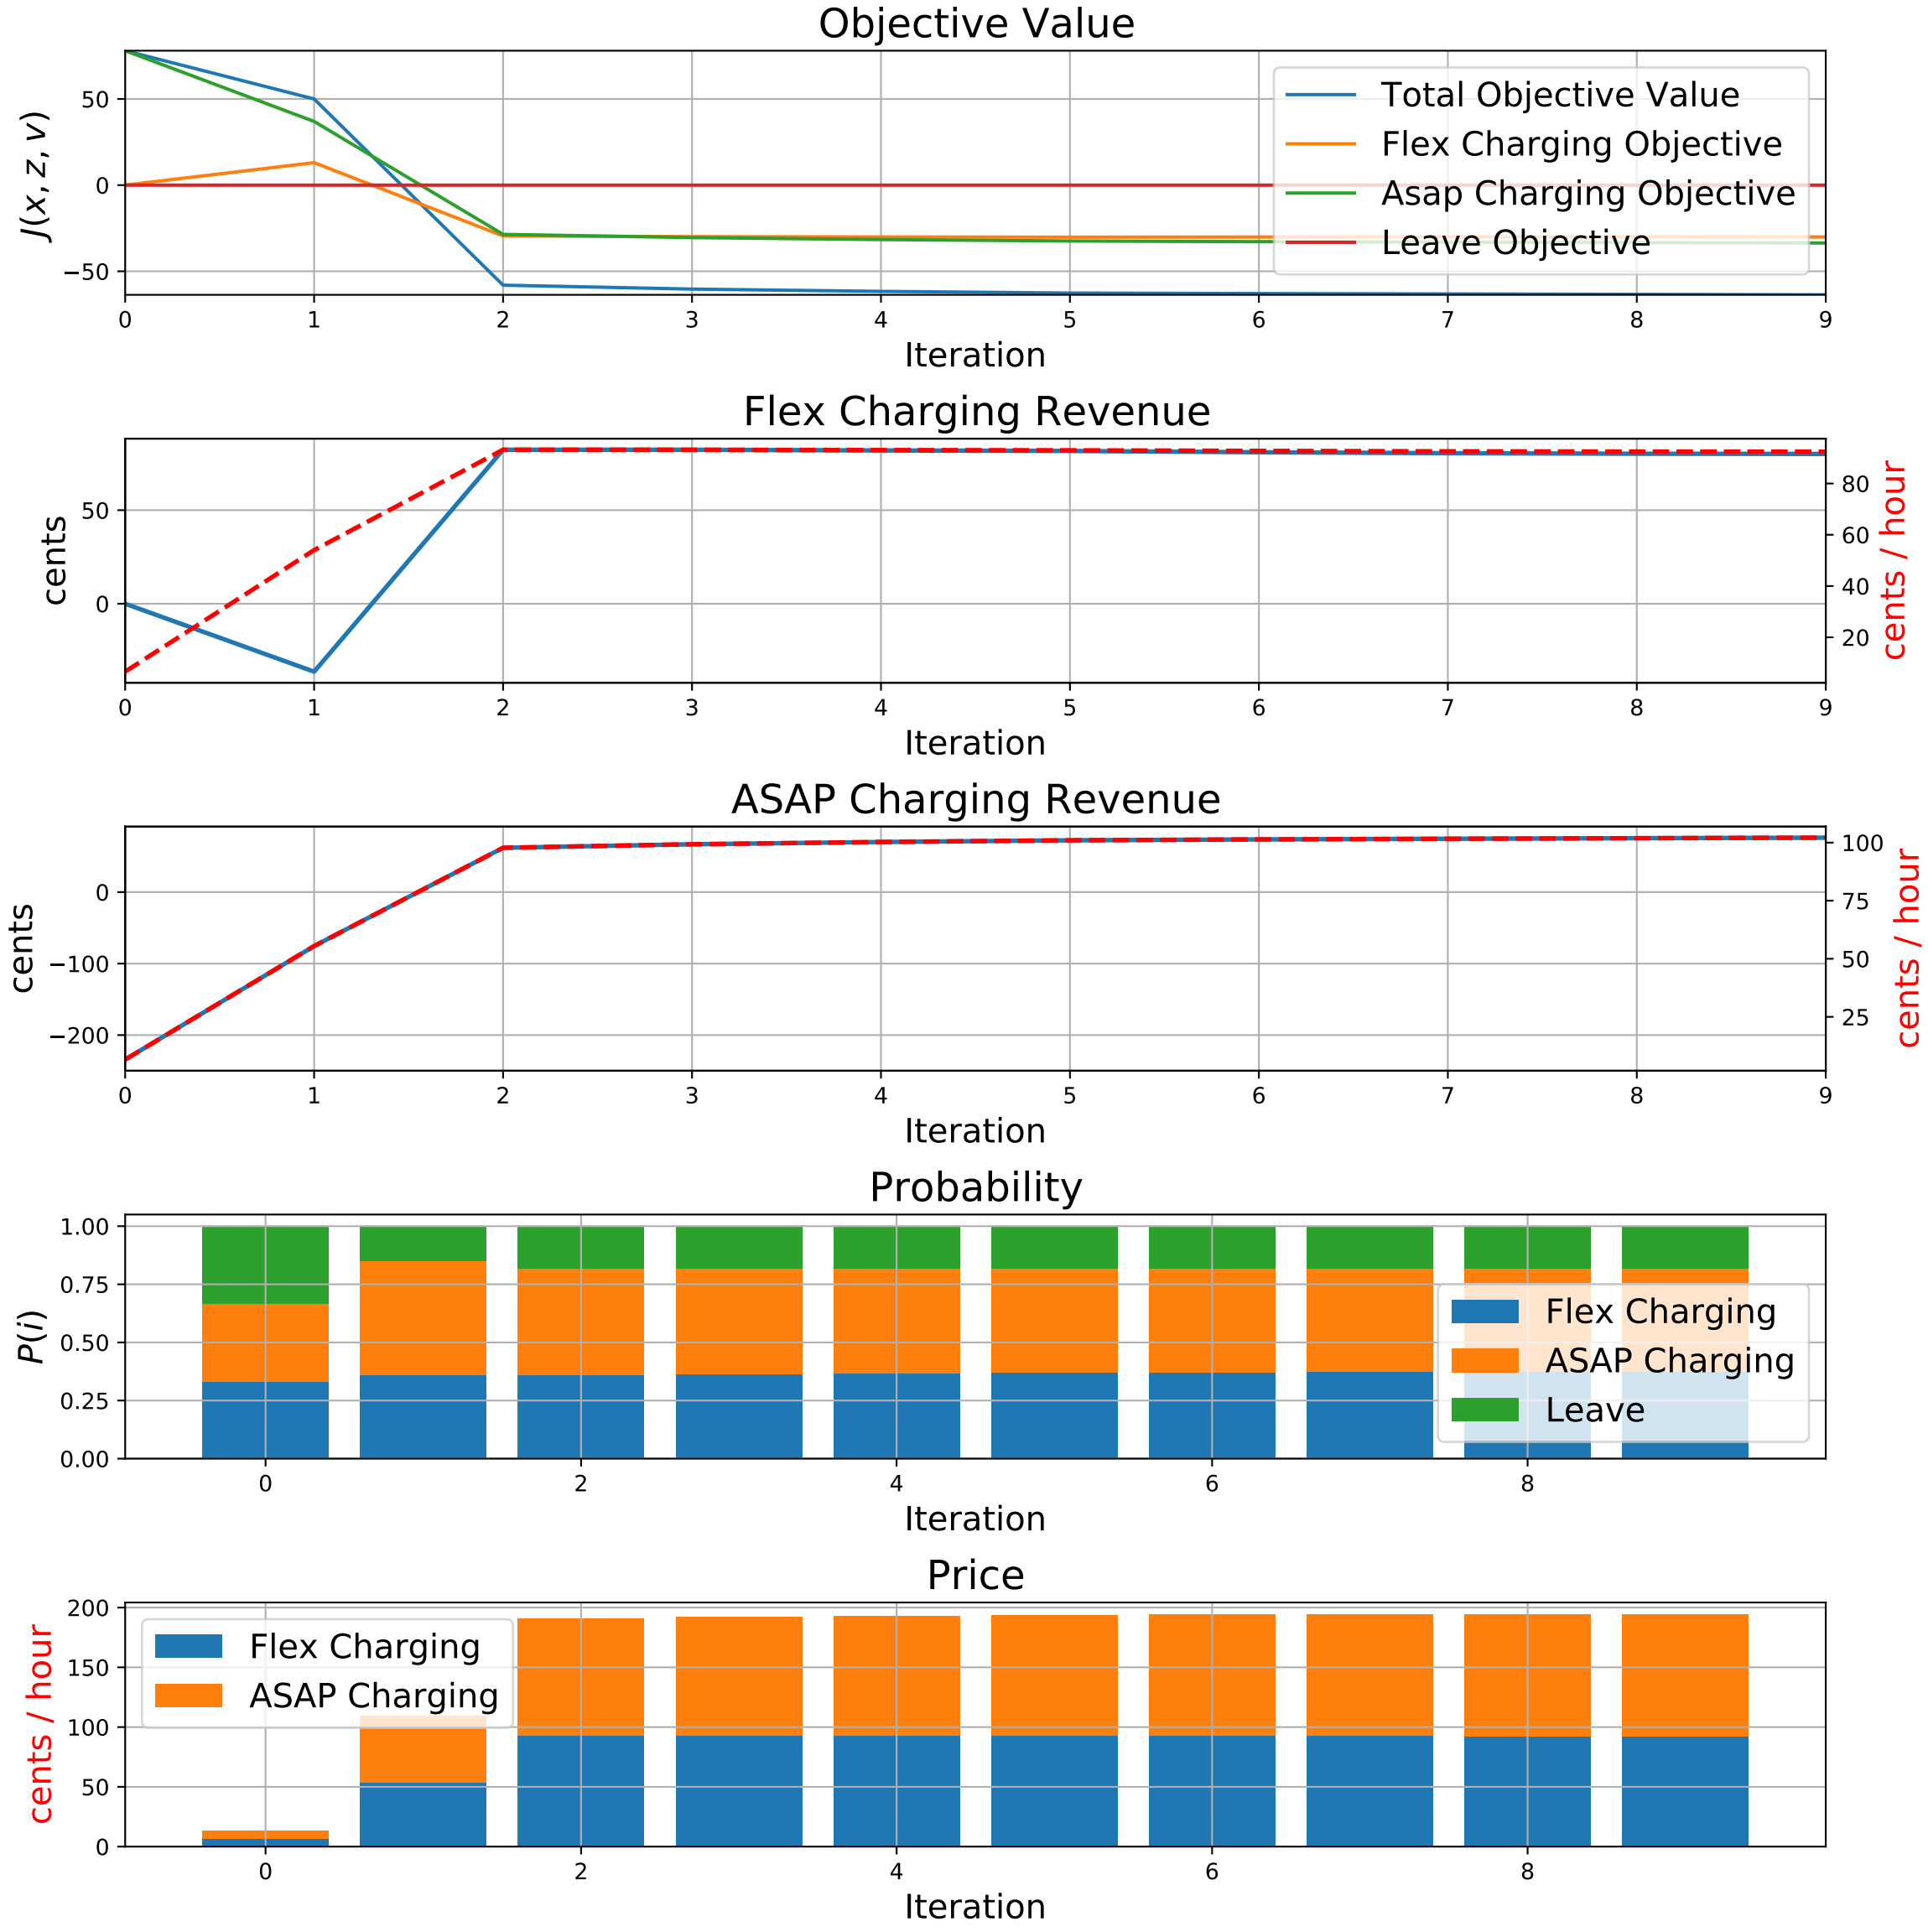 Objective Value
J(x, z, v)
50
0
−50
Total Objective Value
Flex Charging Objective
Asap Charging Objective
Leave Objective
0 1 2 3 4 5 6 7 8 9
Iteration
Flex Charging Revenue
cents
50
0
80
60
40
20
cents / hour
0 1 2 3 4 5 6 7 8 9
Iteration
ASAP Charging Revenue
cents
0
−100
−200
100
75
50
25
cents / hour
0 1 2 3 4 5 6 7 8 9
Iteration
Probability
P(i)
1.00
0.75
0.50
0.25
0.00
Flex Charging
ASAP Charging
Leave
0 2 4 6 8
Iteration
Price
cents / hour
200
150
100
50
0
Flex Charging
ASAP Charging
0 2 4 6 8
Iteration